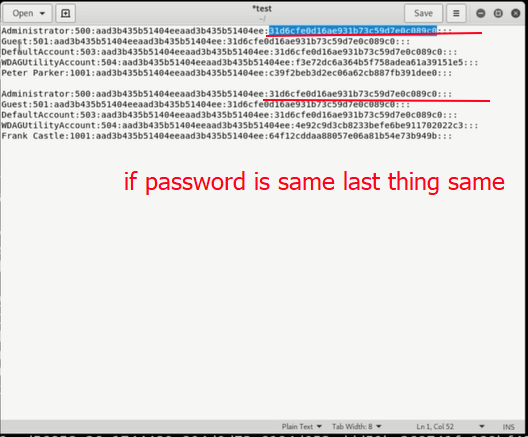 Open
*test
~/
Save
Administrator:500:aad3b435b51404eeaad3b435b51404ee:31d6cfe0d16ae931b73c59d7e0c089c0:::
Guest:501:aad3b435b51404eeaad3b435b51404ee:31d6cfe0d16ae931b73c59d7e0c089c0:::
DefaultAccount:503:aad3b435b51404eeaad3b435b51404ee:31d6cfe0d16ae931b73c59d7e0c089c0:::
WDAGUtilityAccount:504:aad3b435b51404eeaad3b435b51404ee:f3e72dc6a364b5f758adea61a39151e5:::
Peter Parker:1001:aad3b435b51404eeaad3b435b51404ee:c39f2beb3d2ec06a62cb887fb391dee0:::
Administrator:500:aad3b435b51404eeaad3b435b51404ee:31d6cfe0d16ae931b73c59d7e0c089c0:::
Guest:501:aad3b435b51404eeaad3b435b51404ee:31d6cfe0d16ae931b73c59d7e0c089c0:::
DefaultAccount:503:aad3b435b51404eeaad3b435b51404ee:31d6cfe0d16ae931b73c59d7e0c089c0:::
WDAGUtilityAccount:504:aad3b435b51404eeaad3b435b51404ee:4e92c9d3cb8233befe6be911702022c3:::
Frank Castle:1001:aad3b435b51404eeaad3b435b51404ee:64f12cddaa88057e06a81b54e73b949b:::
if password is same last thing same
Plain Text Tab Width: 8 Ln 1, Col 52 INS